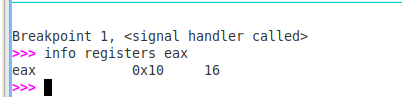 Breakpoint 1, <signal handler called>
>>> info registers eax
eax            0x10     16
>>>